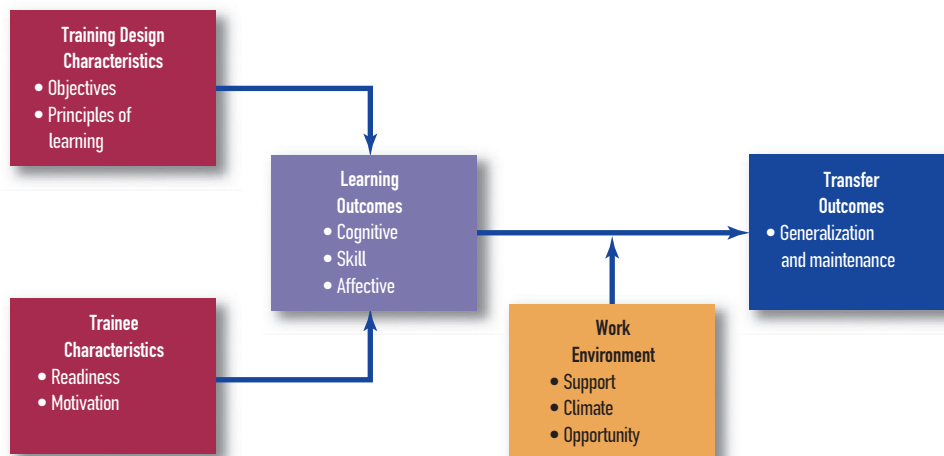 Training Design
Characteristics
• Objectives
• Principles of
learning
Learning
Outcomes
• Cognitive
• Skill
• Affective
Transfer
Outcomes
• Generalization
and maintenance
Trainee
Characteristics
• Readiness
• Motivation
Work
Environment
• Support
• Climate
• Opportunity